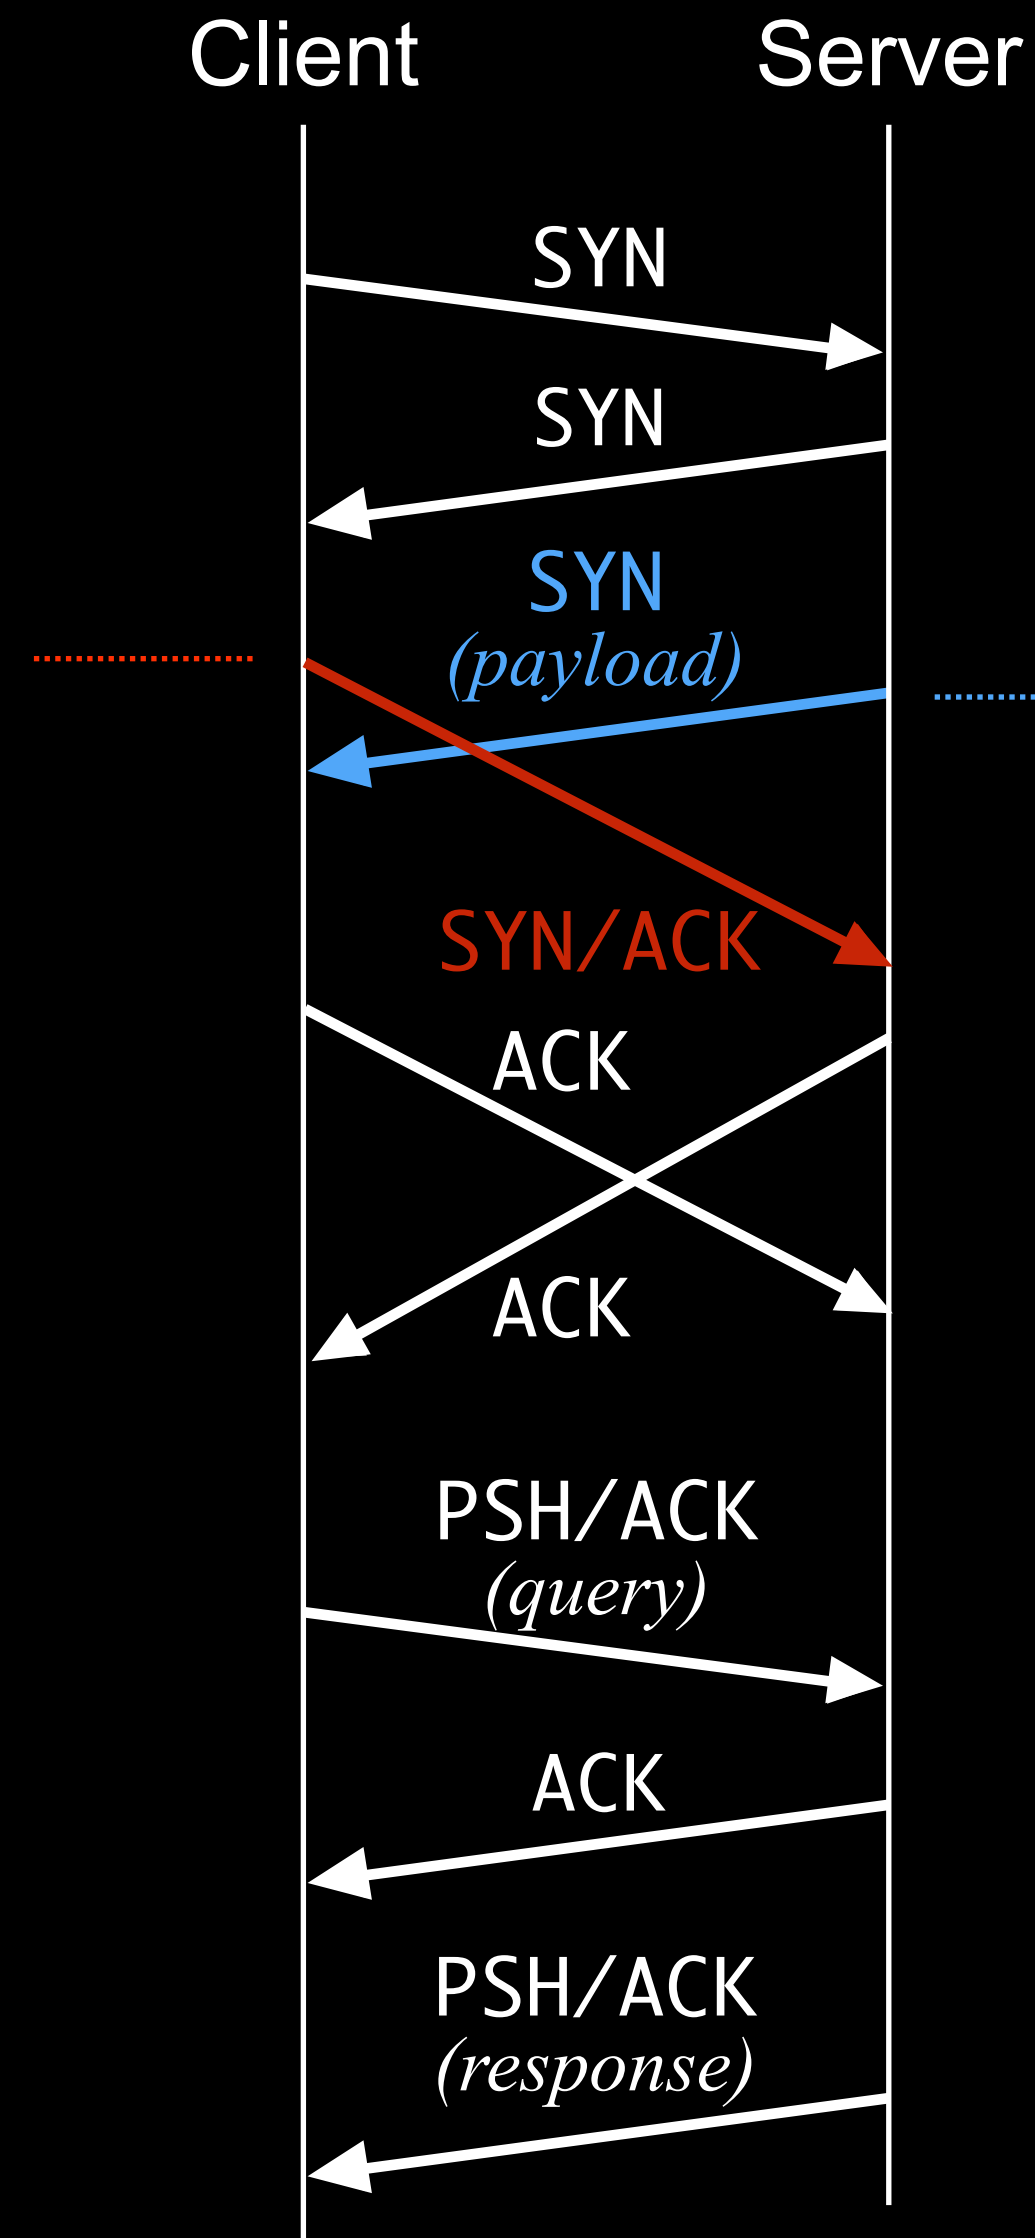 Client
Server
SYN
SYN
SYN
(payload)
SYN/ACK
ACK
ACK
PSH/ACK
(query)
ACK
PSH/ACK
(response)